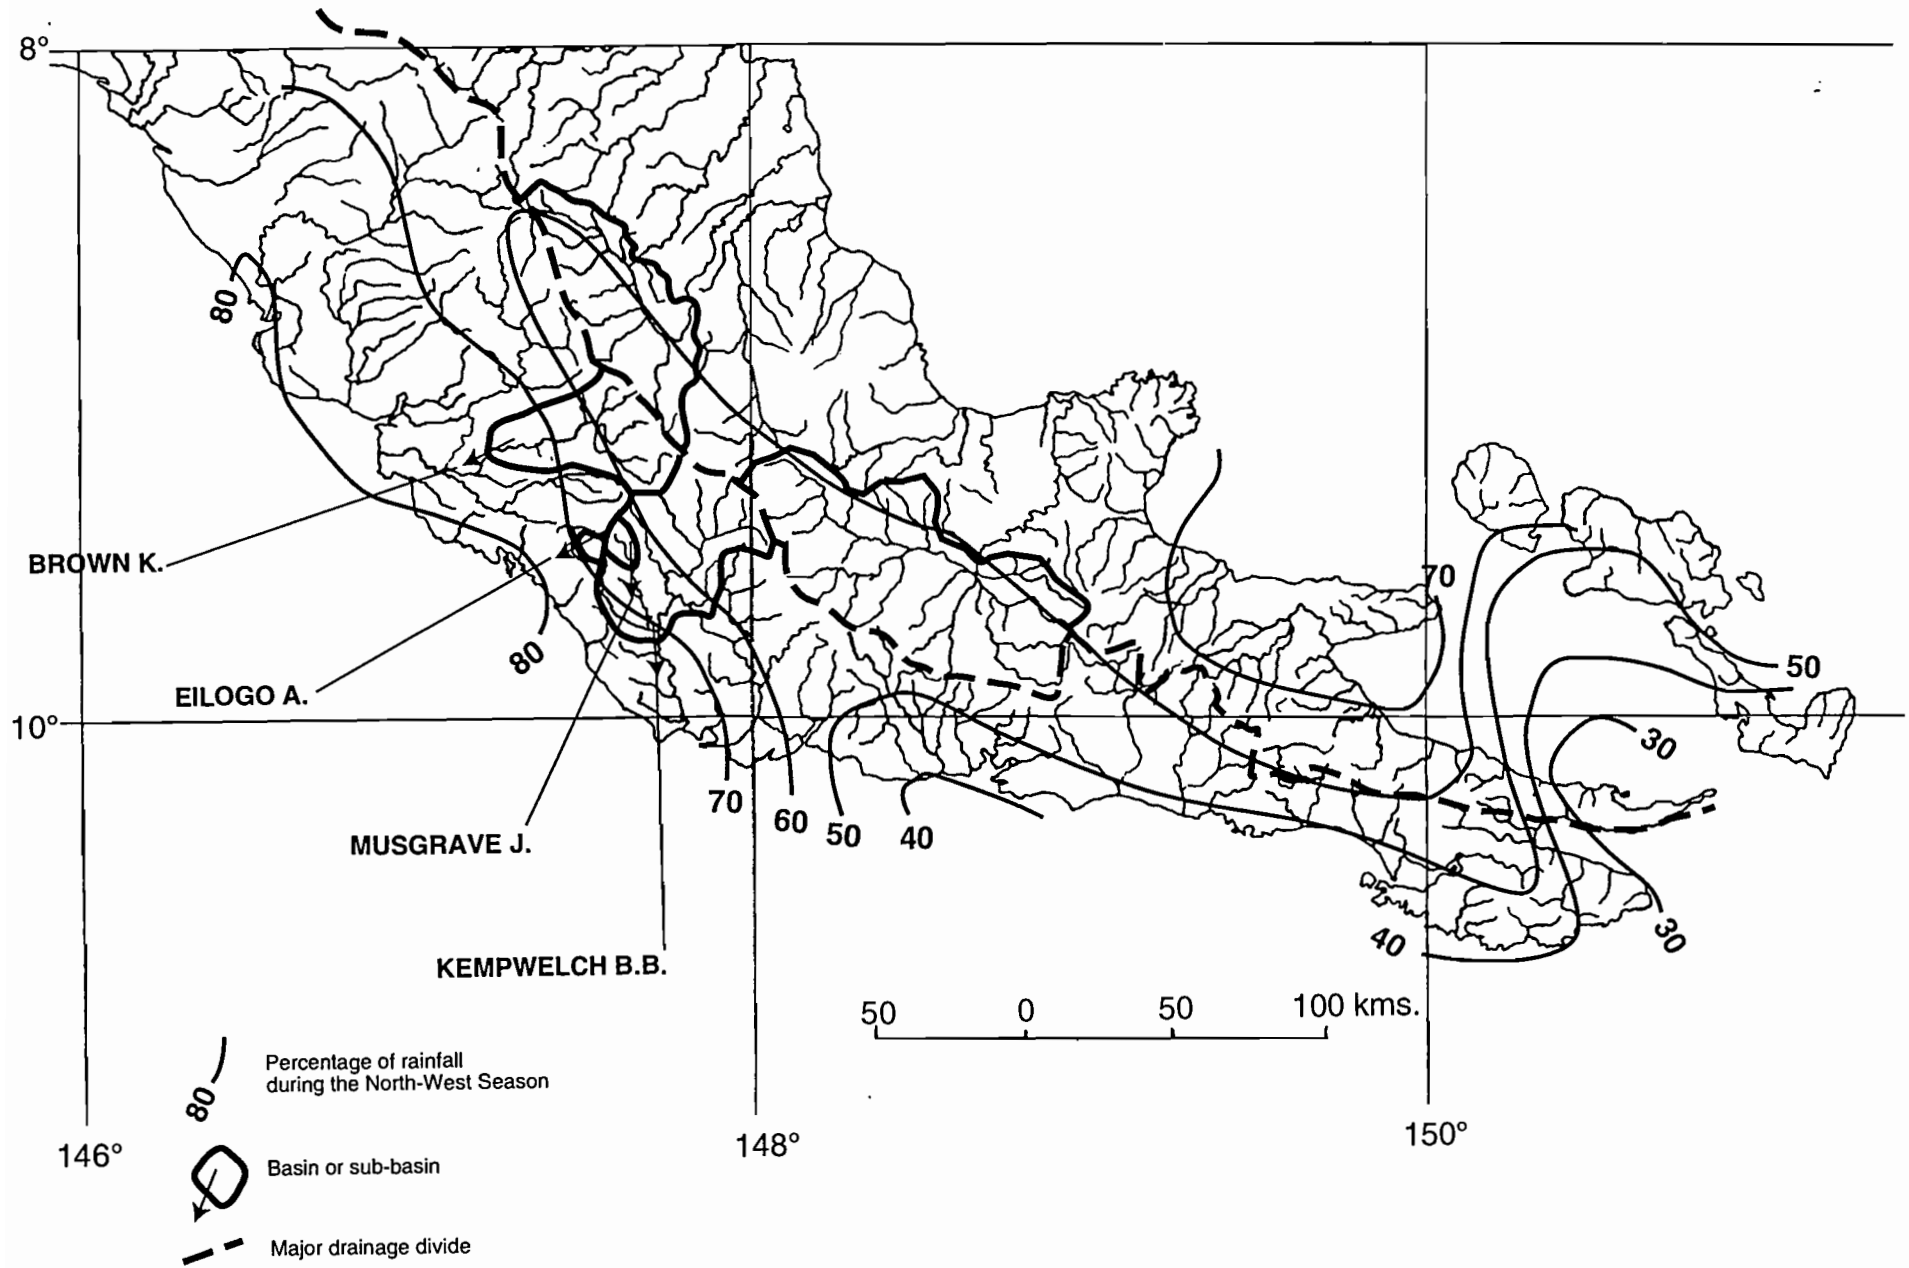 8°
80
70
BROWN K.
80
50
EILOGO A.
10°
30
70
60
50
40
MUSGRAVE J.
40
30
KEMPWELCH B.B.
50 0 50 100 kms.
80
Percentage of rainfall
during the North-West Season
146°
148°
150°
Basin or sub-basin
Major drainage divide